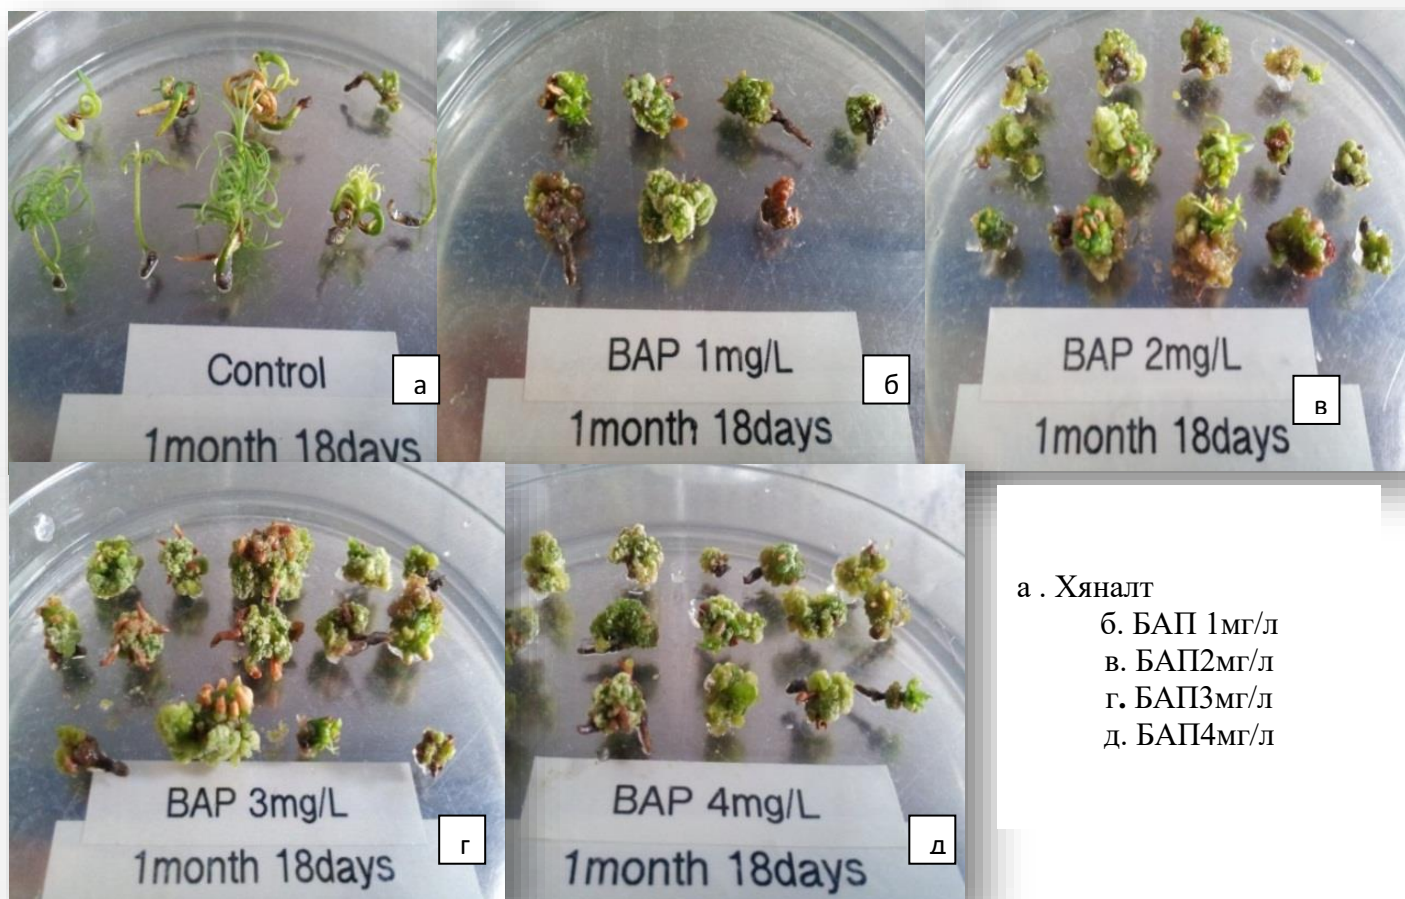 Control
а
1month 18days
BAP 1mg/L
б
1month 18days
BAP 2mg/L
в
1month 18days
BAP 3mg/L
г
1month 18days
BAP 4mg/L
д
1month 18days
а . Хяналт
б. БАП 1мг/л
в. БАП2мг/л
г. БАП3мг/л
д. БАП4мг/л